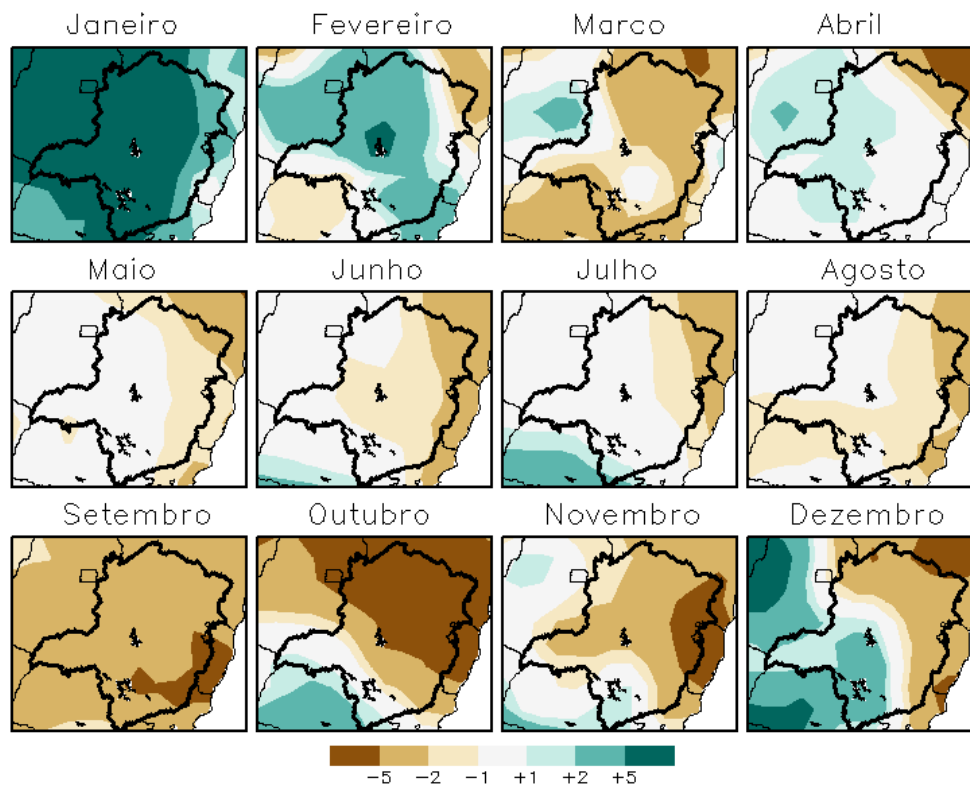 Janeiro Fevereiro Marco Abril
Maio Junho Julho Agosto
Setembro Outubro Novembro Dezembro
-5 -2 -1 +1 +2 +5